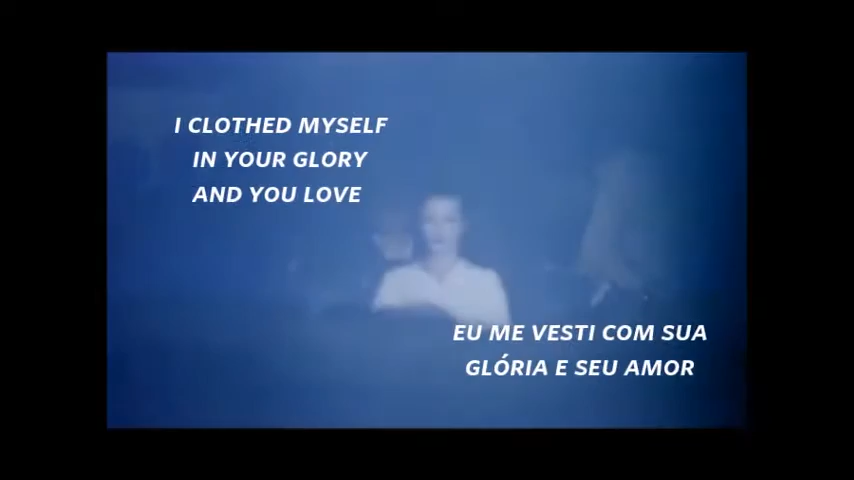 I CLOTHED MYSELF
IN YOUR GLORY
AND YOU LOVE
EU ME VESTI COM SUA
GLÓRIA E SEU AMOR